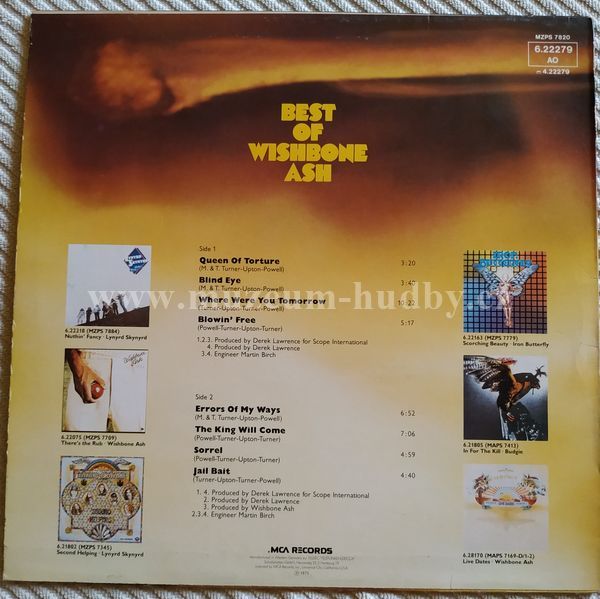 MZPS 7820
6.22279
AO
4.22279
BEST
OF
WISHBONE
ASH
Side 1
Queen Of Torture 3:20
(M. & T. Turner-Upton-Powell)
Blind Eye 3:40
(M. & T. Turner-Upton-Powell)
Where Were You Tomorrow 10:22
(M. & T. Turner-Upton-Powell)
Blowin' Free 5:17
(Powell-Turner-Upton-Turner)
1.2.3. Produced by Derek Lawrence for Scope International
4. Produced by Derek Lawrence
3.4. Engineer Martin Birch
Side 2
Errors Of My Ways 6:52
(M. & T. Turner-Upton-Powell)
The King Will Come 7:06
(Powell-Turner-Upton-Turner)
Sorrel 4:59
(Powell-Turner-Upton-Turner)
Jail Bait 4:40
(Turner-Upton-Turner-Powell)
1. 4. Produced by Derek Lawrence for Scope International
2. Produced by Derek Lawrence
3. Produced by Wishbone Ash
2.3.4. Engineer Martin Birch
6.22218 (MZPS 7884)
Nuthin' Fancy · Lynyrd Skynyrd
6.22075 (MZPS 7709)
There's the Rub · Wishbone Ash
6.21802 (MZPS 7345)
Second Helping · Lynyrd Skynyrd
6.22163 (MZPS 7779)
Scorching Beauty · Iron Butterfly
6.21805 (MAPS 7413)
In For The Kill · Budgie
6.28170 (MAPS 7169-D/1-2)
Live Dates · Wishbone Ash
MCA RECORDS
℗ 1975